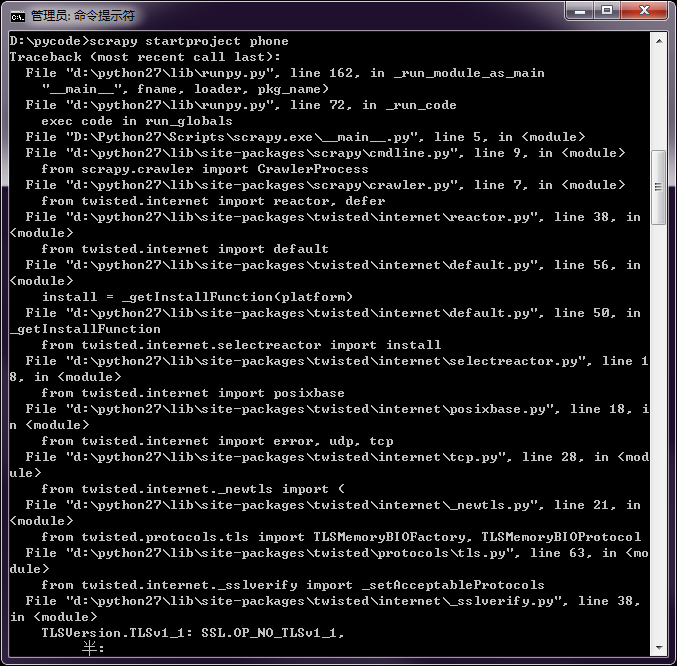 管理员: 命令提示符
D:\pycode>scrapy startproject phone
Traceback (most recent call last):
  File "d:\python27\lib\runpy.py", line 162, in _run_module_as_main
    "__main__", fname, loader, pkg_name)
  File "d:\python27\lib\runpy.py", line 72, in _run_code
    exec code in run_globals
  File "D:\Python27\Scripts\scrapy.exe\__main__.py", line 5, in <module>
  File "d:\python27\lib\site-packages\scrapy\cmdline.py", line 9, in <module>
    from scrapy.crawler import CrawlerProcess
  File "d:\python27\lib\site-packages\scrapy\crawler.py", line 7, in <module>
    from twisted.internet import reactor, defer
  File "d:\python27\lib\site-packages\twisted\internet\reactor.py", line 38, in
<module>
    from twisted.internet import default
  File "d:\python27\lib\site-packages\twisted\internet\default.py", line 56, in
<module>
    install = _getInstallFunction(platform)
  File "d:\python27\lib\site-packages\twisted\internet\default.py", line 50, in
_getInstallFunction
    from twisted.internet.selectreactor import install
  File "d:\python27\lib\site-packages\twisted\internet\selectreactor.py", line 1
8, in <module>
    from twisted.internet import posixbase
  File "d:\python27\lib\site-packages\twisted\internet\posixbase.py", line 18, i
n <module>
    from twisted.internet import error, udp, tcp
  File "d:\python27\lib\site-packages\twisted\internet\tcp.py", line 28, in <mod
ule>
    from twisted.internet._newtls import (
  File "d:\python27\lib\site-packages\twisted\internet\_newtls.py", line 21, in
<module>
    from twisted.protocols.tls import TLSMemoryBIOFactory, TLSMemoryBIOProtocol
  File "d:\python27\lib\site-packages\twisted\protocols\tls.py", line 63, in <mo
dule>
    from twisted.internet._sslverify import _setAcceptableProtocols
  File "d:\python27\lib\site-packages\twisted\internet\_sslverify.py", line 38,
in <module>
    TLSVersion.TLSv1_1: SSL.OP_NO_TLSv1_1,
半: